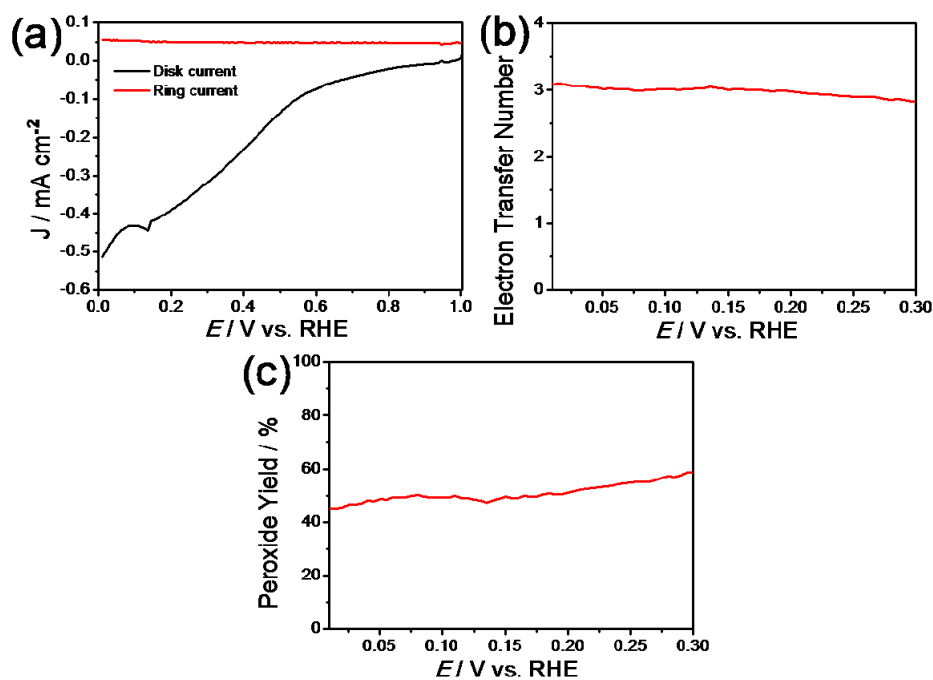 (a)
0.1
0.0
-0.1
-0.2
-0.3
-0.4
-0.5
-0.6
J / mA cm-2
Disk current
Ring current
0.0 0.2 0.4 0.6 0.8 1.0
E / V vs. RHE
(b)
4
3
2
1
0
Electron Transfer Number
0.05 0.10 0.15 0.20 0.25 0.30
E / V vs. RHE
(c)
100
80
60
40
20
0
Peroxide Yield / %
0.05 0.10 0.15 0.20 0.25 0.30
E / V vs. RHE